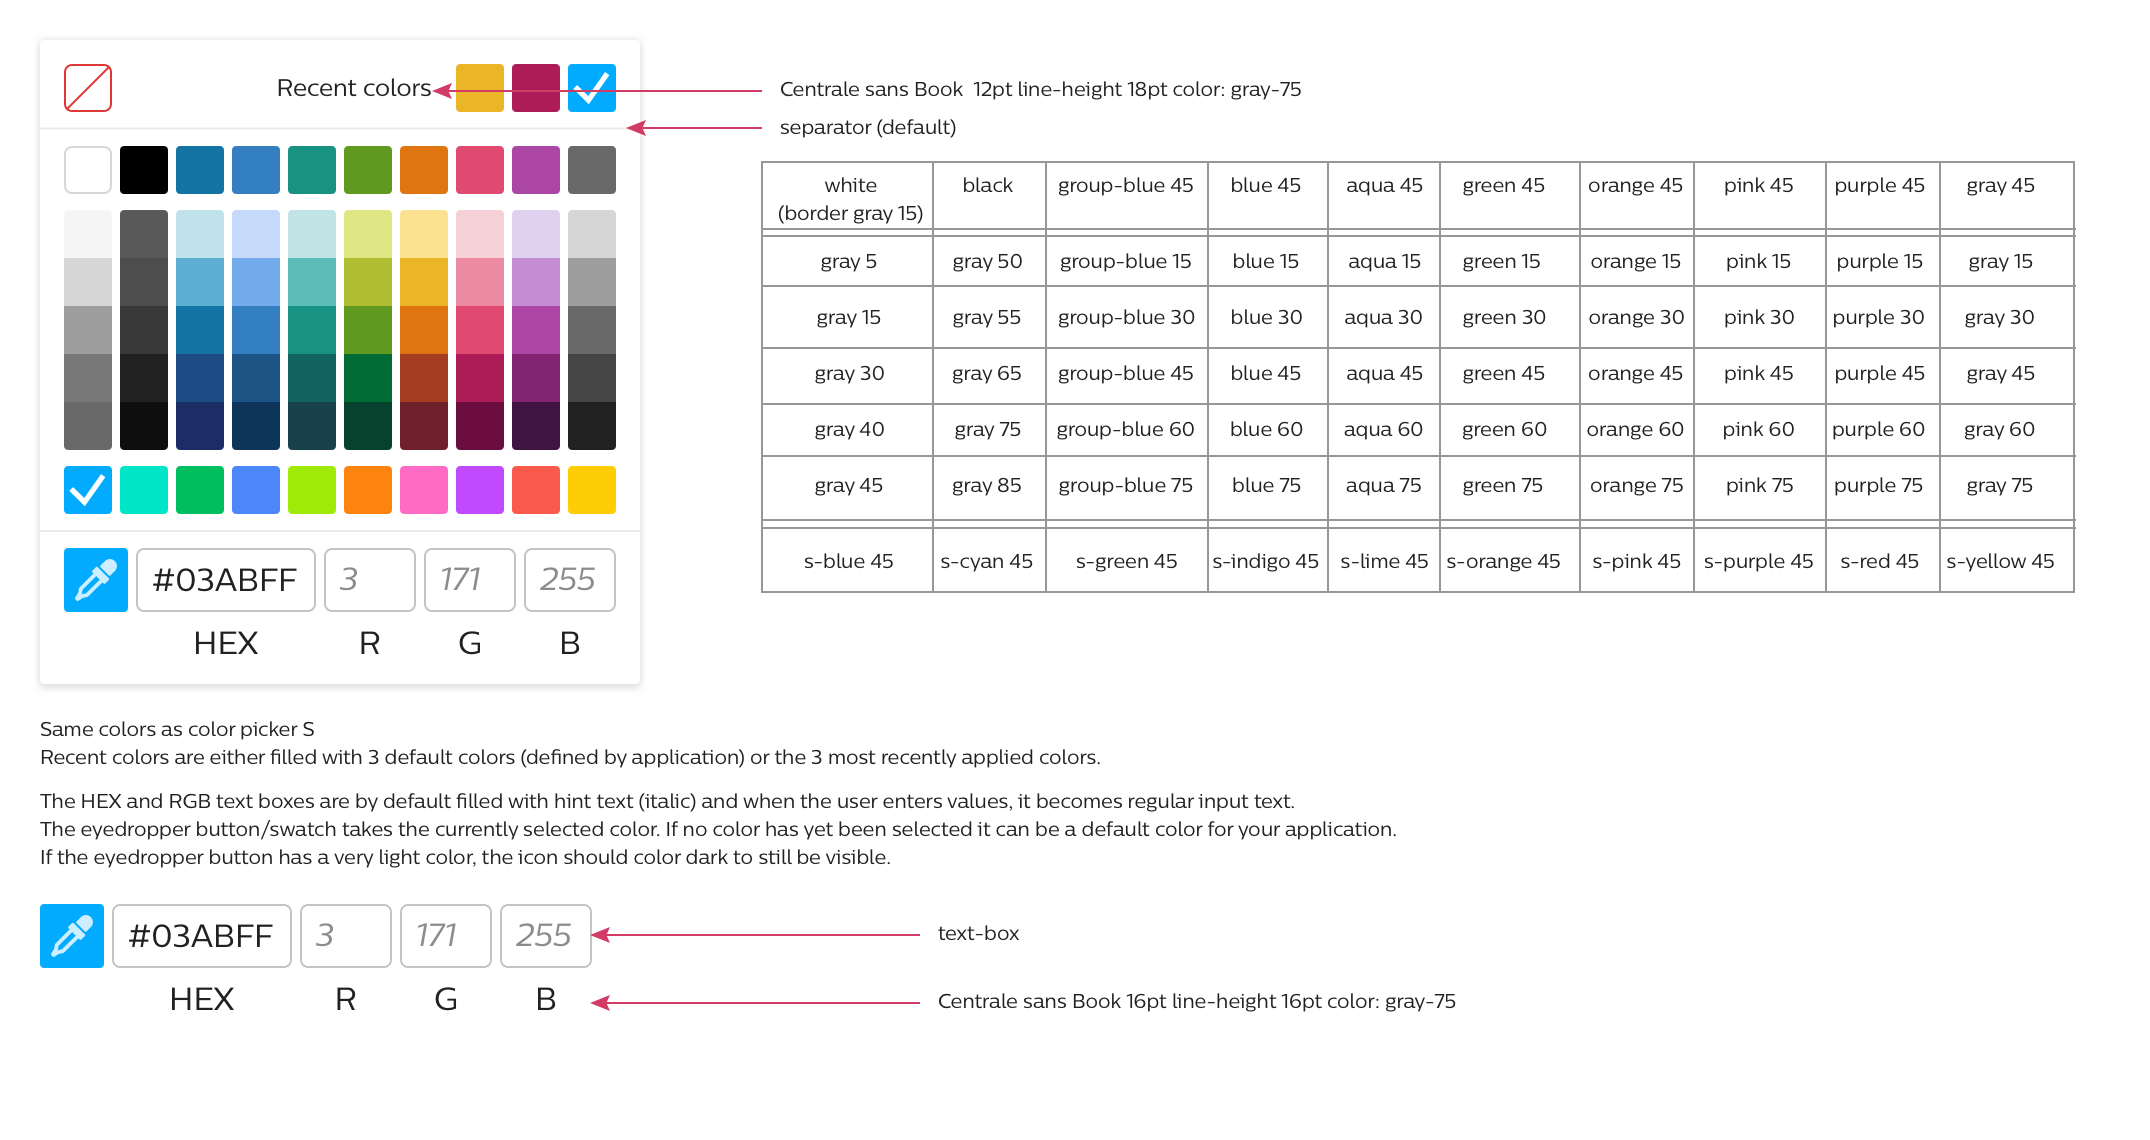 Recent colors
Centrale sans Book  12pt line-height 18pt color: gray-75
separator (default)
white black group-blue 45 blue 45 aqua 45 green 45 orange 45 pink 45 purple 45 gray 45
(border gray 15)
gray 5 gray 50 group-blue 15 blue 15 aqua 15 green 15 orange 15 pink 15 purple 15 gray 15
gray 15 gray 55 group-blue 30 blue 30 aqua 30 green 30 orange 30 pink 30 purple 30 gray 30
gray 30 gray 65 group-blue 45 blue 45 aqua 45 green 45 orange 45 pink 45 purple 45 gray 45
gray 40 gray 75 group-blue 60 blue 60 aqua 60 green 60 orange 60 pink 60 purple 60 gray 60
gray 45 gray 85 group-blue 75 blue 75 aqua 75 green 75 orange 75 pink 75 purple 75 gray 75
s-blue 45 s-cyan 45 s-green 45 s-indigo 45 s-lime 45 s-orange 45 s-pink 45 s-purple 45 s-red 45 s-yellow 45
#03ABFF 3 171 255
HEX R G B
Same colors as color picker S
Recent colors are either filled with 3 default colors (defined by application) or the 3 most recently applied colors.
The HEX and RGB text boxes are by default filled with hint text (italic) and when the user enters values, it becomes regular input text.
The eyedropper button/swatch takes the currently selected color. If no color has yet been selected it can be a default color for your application.
If the eyedropper button has a very light color, the icon should color dark to still be visible.
#03ABFF 3 171 255 text-box
HEX R G B Centrale sans Book 16pt line-height 16pt color: gray-75